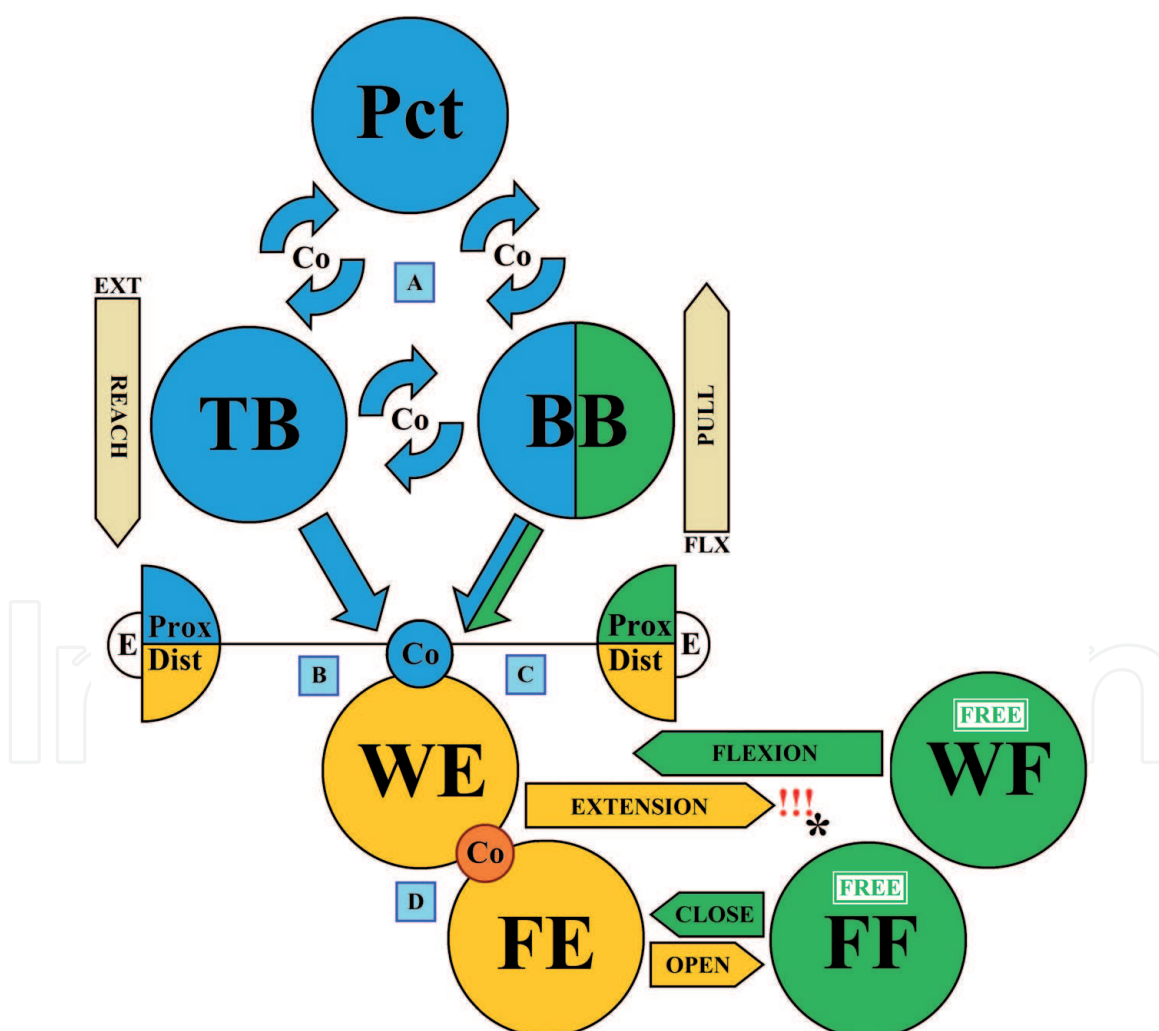 Pct
Co
Co
A
EXT
REACH
TB
Co
BB
PULL
FLX
E
Prox
Dist
B
Co
C
Prox
Dist
E
WE
FLEXION
FREE
WF
EXTENSION
!!!
*
Co
D
FE
CLOSE
OPEN
FREE
FF